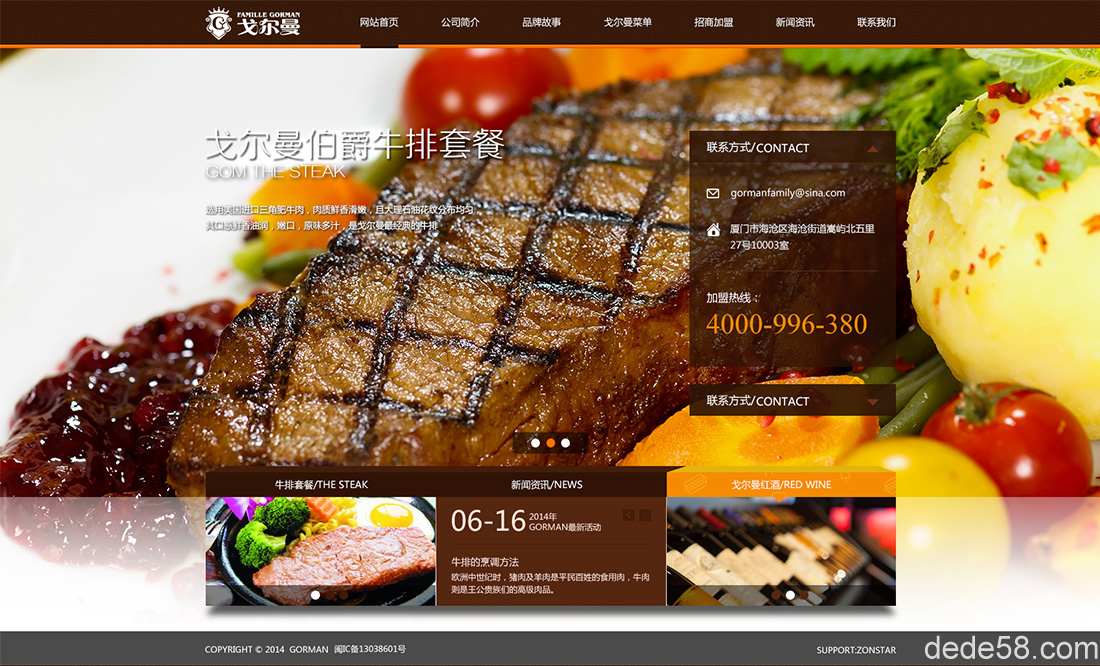 FAMILLE GORMAN
戈尔曼
网站首页 公司简介 品牌故事 戈尔曼菜单 招商加盟 新闻资讯 联系我们
戈尔曼伯爵牛排套餐
GOM THE STEAK
选用美国进口三角肥牛肉，肉质鲜香滑嫩，且大理石油花纹分布均匀
其口感鲜香油润，嫩口，原味多汁，是戈尔曼最经典的牛排
联系方式/CONTACT
gormanfamily@sina.com
厦门市海沧区海沧街道嵩屿北五里
27号10003室
加盟热线：
4000-996-380
联系方式/CONTACT
牛排套餐/THE STEAK
新闻资讯/NEWS
戈尔曼红酒/RED WINE
06-16
2014年
GORMAN最新活动
牛排的烹调方法
欧洲中世纪时，猪肉及羊肉是平民百姓的食用肉，牛肉
则是王公贵族们的高级肉品。
COPYRIGHT © 2014 GORMAN 闽ICP备13038601号
SUPPORT:ZONSTAR
dede58.com